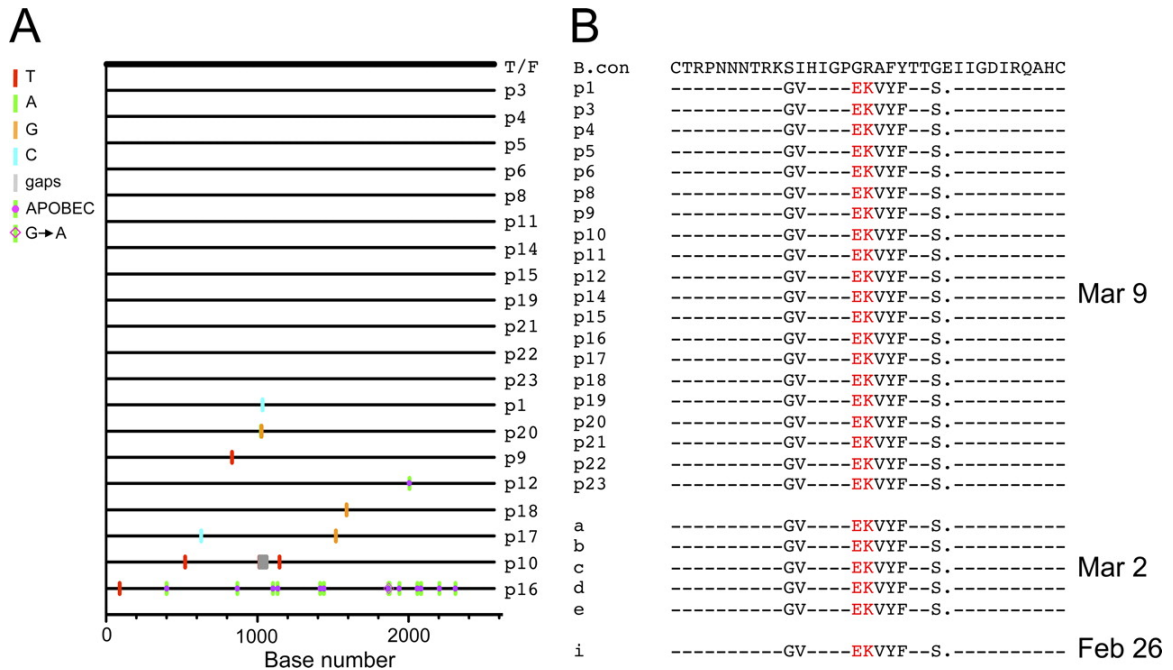 A
T
A
G
C
gaps
APOBEC
G→A
T/F
p3
p4
p5
p6
p8
p11
p14
p15
p19
p21
p22
p23
p1
p20
p9
p12
p18
p17
p10
p16
0 1000 2000
Base number
B
B.con CTRPNNNTRKSIHIGPGRAFYTTGEIIGDIRQAHC
p1 ----------GV----EKVYF--S.----------
p3 ----------GV----EKVYF--S.----------
p4 ----------GV----EKVYF--S.----------
p5 ----------GV----EKVYF--S.----------
p6 ----------GV----EKVYF--S.----------
p8 ----------GV----EKVYF--S.----------
p9 ----------GV----EKVYF--S.----------
p10 ----------GV----EKVYF--S.----------
p11 ----------GV----EKVYF--S.----------
p12 ----------GV----EKVYF--S.----------
p14 ----------GV----EKVYF--S.----------
p15 ----------GV----EKVYF--S.----------
p16 ----------GV----EKVYF--S.----------
p17 ----------GV----EKVYF--S.----------
p18 ----------GV----EKVYF--S.----------
p19 ----------GV----EKVYF--S.----------
p20 ----------GV----EKVYF--S.----------
p21 ----------GV----EKVYF--S.----------
p22 ----------GV----EKVYF--S.----------
p23 ----------GV----EKVYF--S.----------
Mar 9
a ----------GV----EKVYF--S.----------
b ----------GV----EKVYF--S.----------
c ----------GV----EKVYF--S.----------
d ----------GV----EKVYF--S.----------
e ----------GV----EKVYF--S.----------
Mar 2
i ----------GV----EKVYF--S.----------
Feb 26